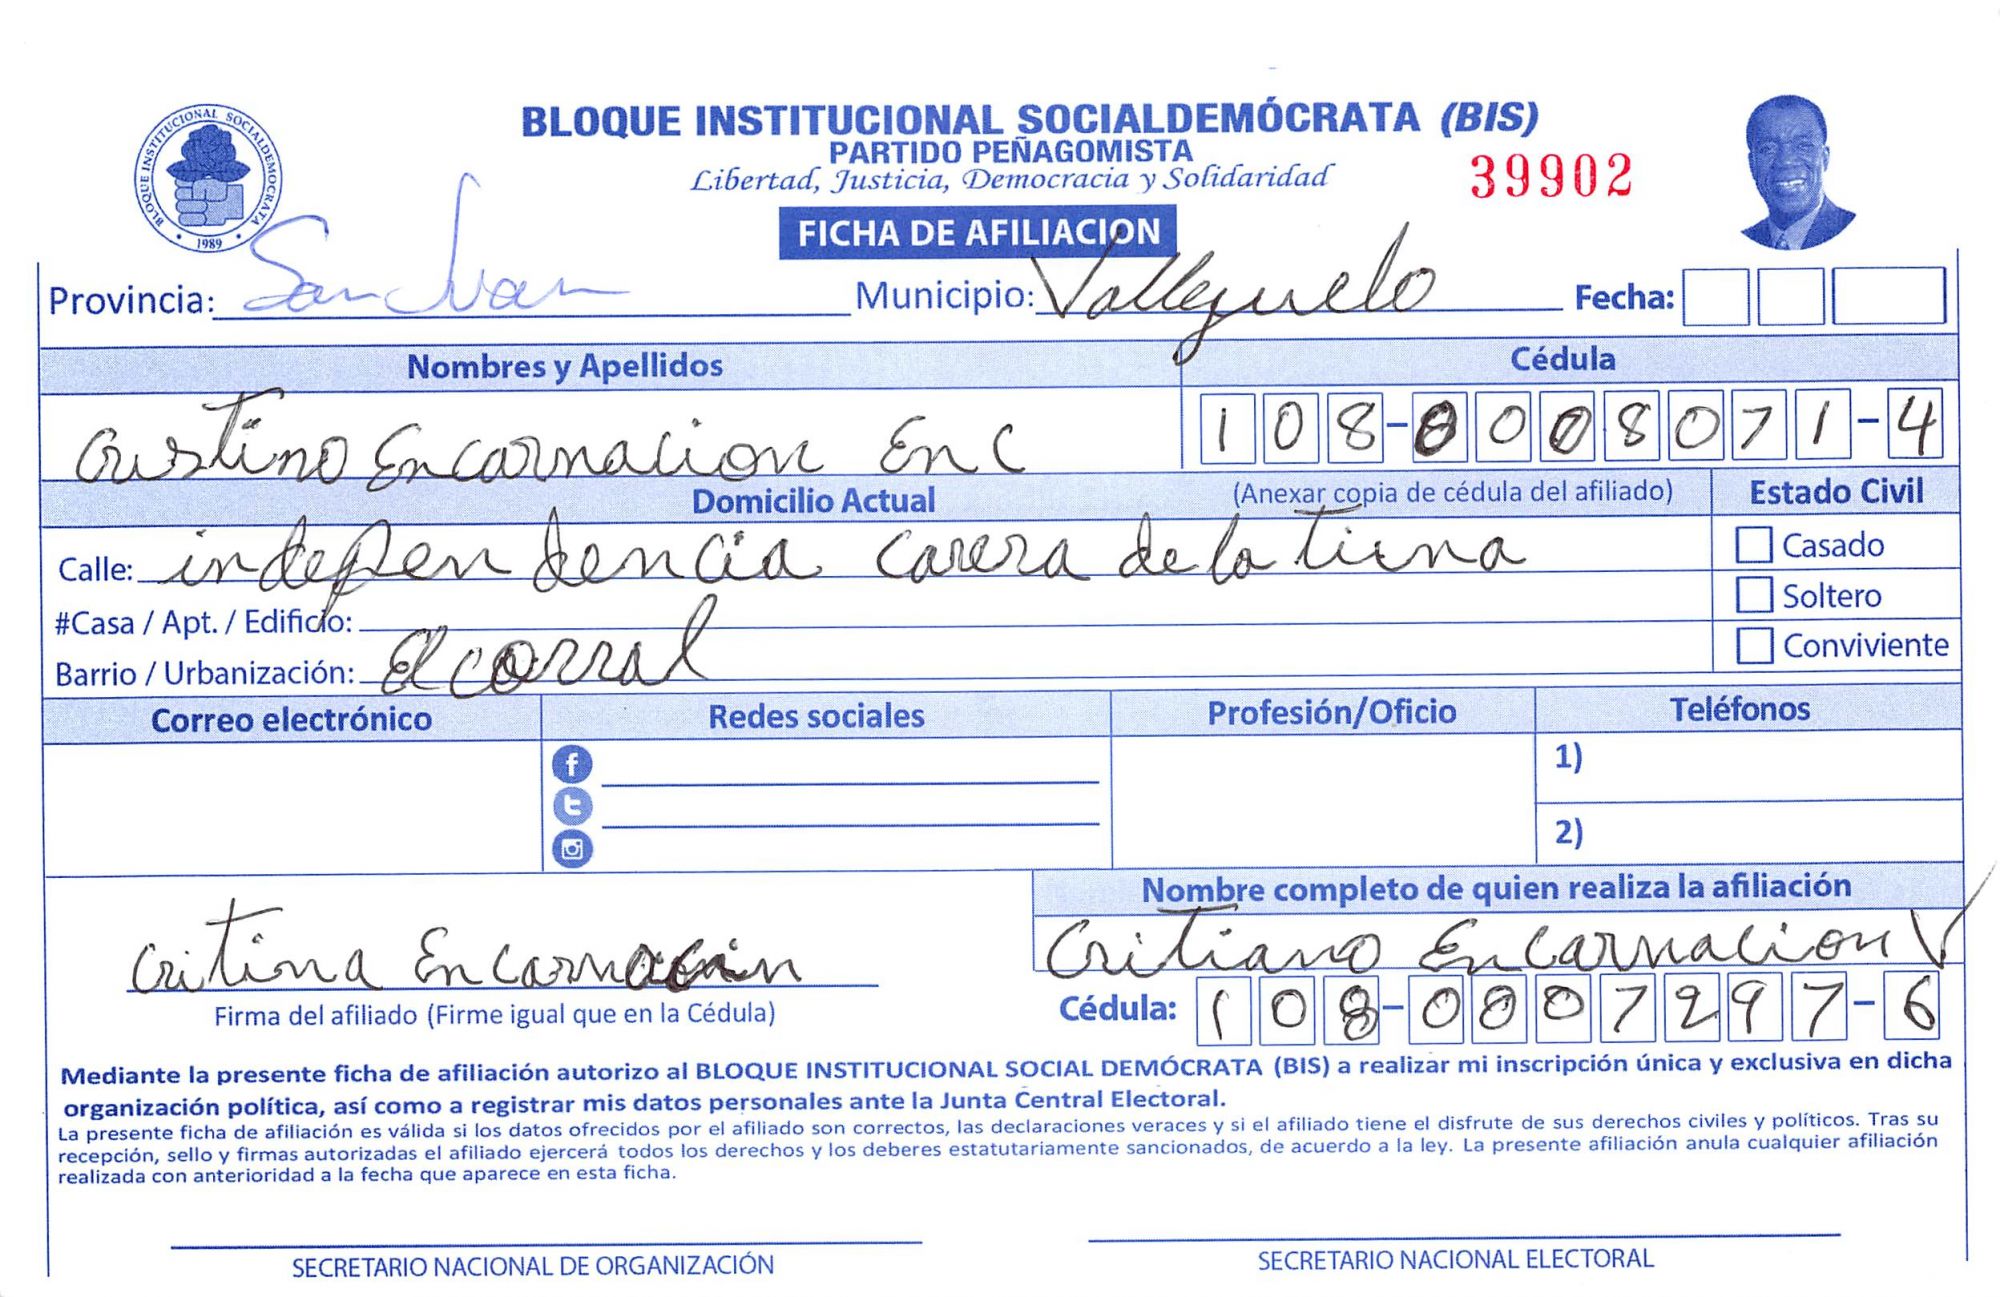 BLOQUE INSTITUCIONAL SOCIALDEMÓCRATA (BIS)
PARTIDO PEÑAGOMISTA
Libertad, Justicia, Democracia y Solidaridad
39902
BLOQUE INSTITUCIONAL SOCIALDEMOCRATA
• 1989 •
FICHA DE AFILIACION
Provincia: San Juan Municipio: Valleguelo Fecha:
Nombres y Apellidos Cédula
Cristino Encarnacion Enc 108-0008071-4
Domicilio Actual (Anexar copia de cédula del afiliado) Estado Civil
Calle: independencia carera de la Casado
#Casa / Apt. / Edificio: Soltero
Barrio / Urbanización: El corral Conviviente
Correo electrónico Redes sociales Profesión/Oficio Teléfonos
1)
2)
Nombre completo de quien realiza la afiliación
Critina Encarnacion Critiano Encarnacion V
Firma del afiliado (Firme igual que en la Cédula) Cédula: 108-0007297-6
Mediante la presente ficha de afiliación autorizo al BLOQUE INSTITUCIONAL SOCIAL DEMÓCRATA (BIS) a realizar mi inscripción única y exclusiva en dicha
organización política, así como a registrar mis datos personales ante la Junta Central Electoral.
La presente ficha de afiliación es válida si los datos ofrecidos por el afiliado son correctos, las declaraciones veraces y si el afiliado tiene el disfrute de sus derechos civiles y políticos. Tras su
recepción, sello y firmas autorizadas el afiliado ejercerá todos los derechos y los deberes estatutariamente sancionados, de acuerdo a la ley. La presente afiliación anula cualquier afiliación
realizada con anterioridad a la fecha que aparece en esta ficha.
SECRETARIO NACIONAL DE ORGANIZACIÓN SECRETARIO NACIONAL ELECTORAL